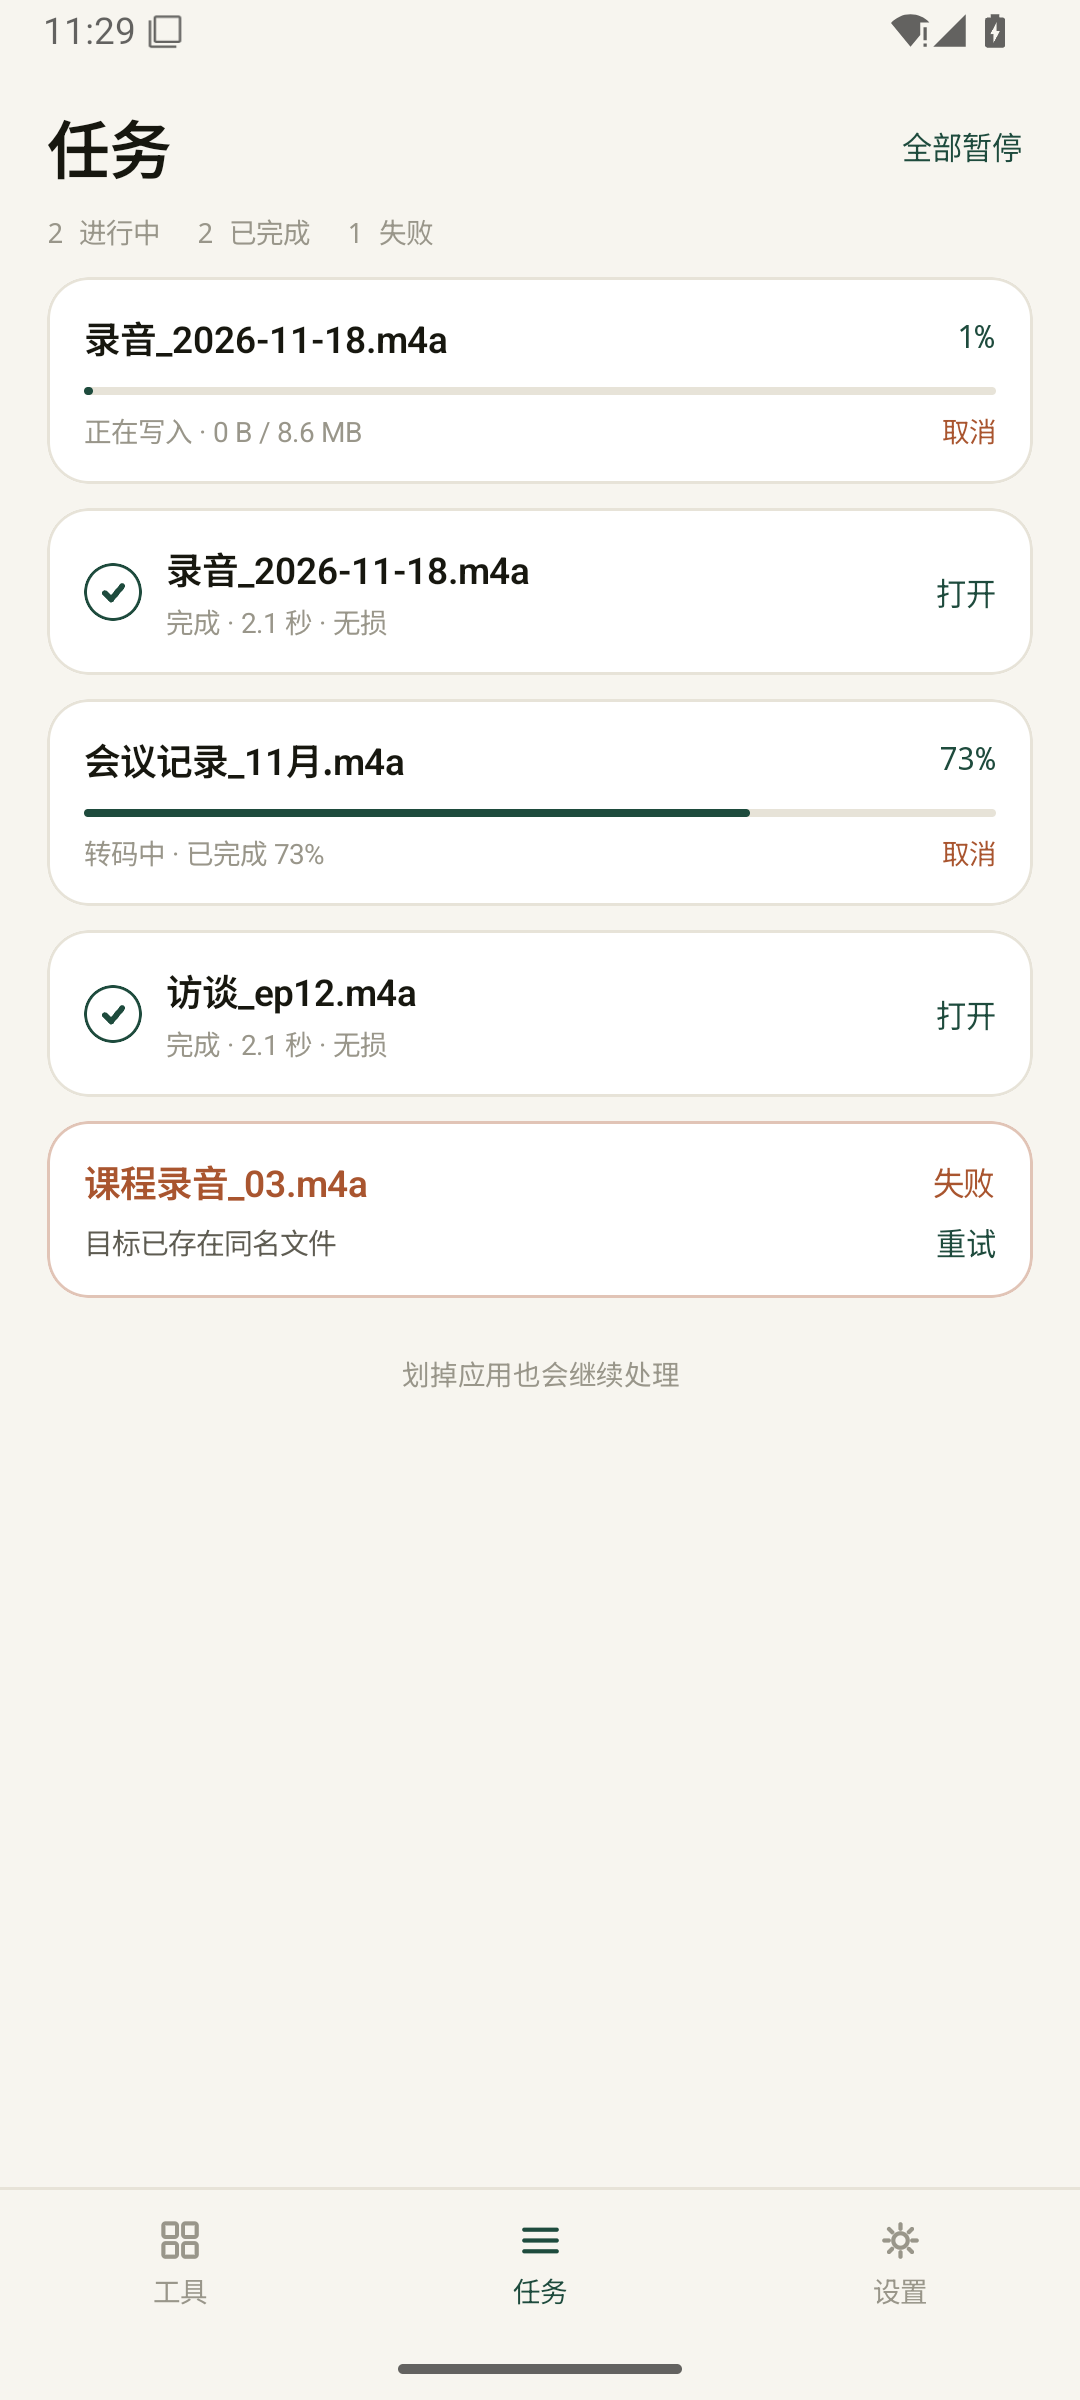 11:29
任务
全部暂停
2 进行中 2 已完成 1 失败
录音_2026-11-18.m4a
1%
正在写入 · 0 B / 8.6 MB
取消
录音_2026-11-18.m4a
完成 · 2.1 秒 · 无损
打开
会议记录_11月.m4a
73%
转码中 · 已完成 73%
取消
访谈_ep12.m4a
完成 · 2.1 秒 · 无损
打开
课程录音_03.m4a
失败
目标已存在同名文件
重试
划掉应用也会继续处理
工具
任务
设置